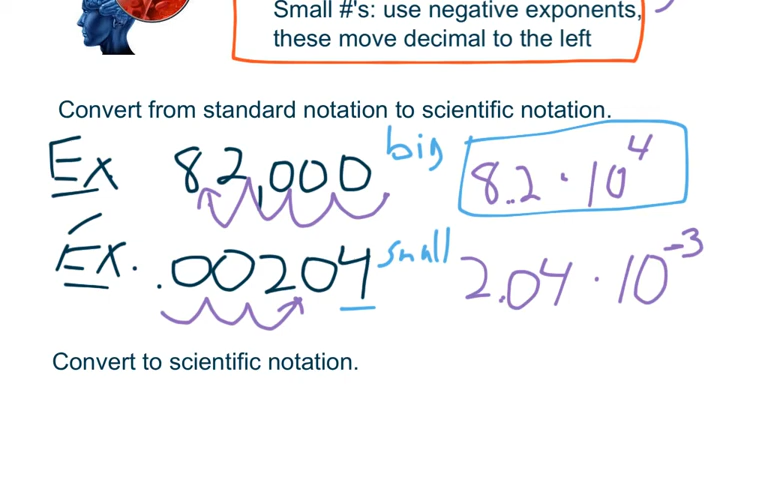 Small #'s: use negative exponents,
these move decimal to the left
Convert from standard notation to scientific notation.
Ex 82,000 big 8.2 · 10⁴
Ex. .00204 small 2.04 · 10⁻³
Convert to scientific notation.